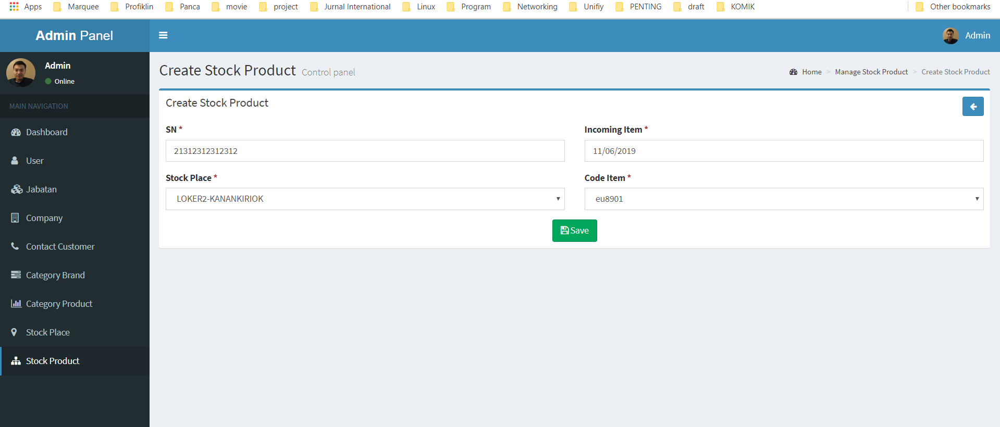 Apps Marquee Profiklin Panca movie project Jurnal International Linux Program Networking Unifiy PENTING draft KOMIK Other bookmarks
Admin Panel
Admin
Admin
Online
MAIN NAVIGATION
Dashboard
User
Jabatan
Company
Contact Customer
Category Brand
Category Product
Stock Place
Stock Product
Create Stock Product Control panel
Home > Manage Stock Product > Create Stock Product
Create Stock Product
SN *
21312312312312
Incoming Item *
11/06/2019
Stock Place *
LOKER2-KANANKIRIOK
Code Item *
eu8901
Save